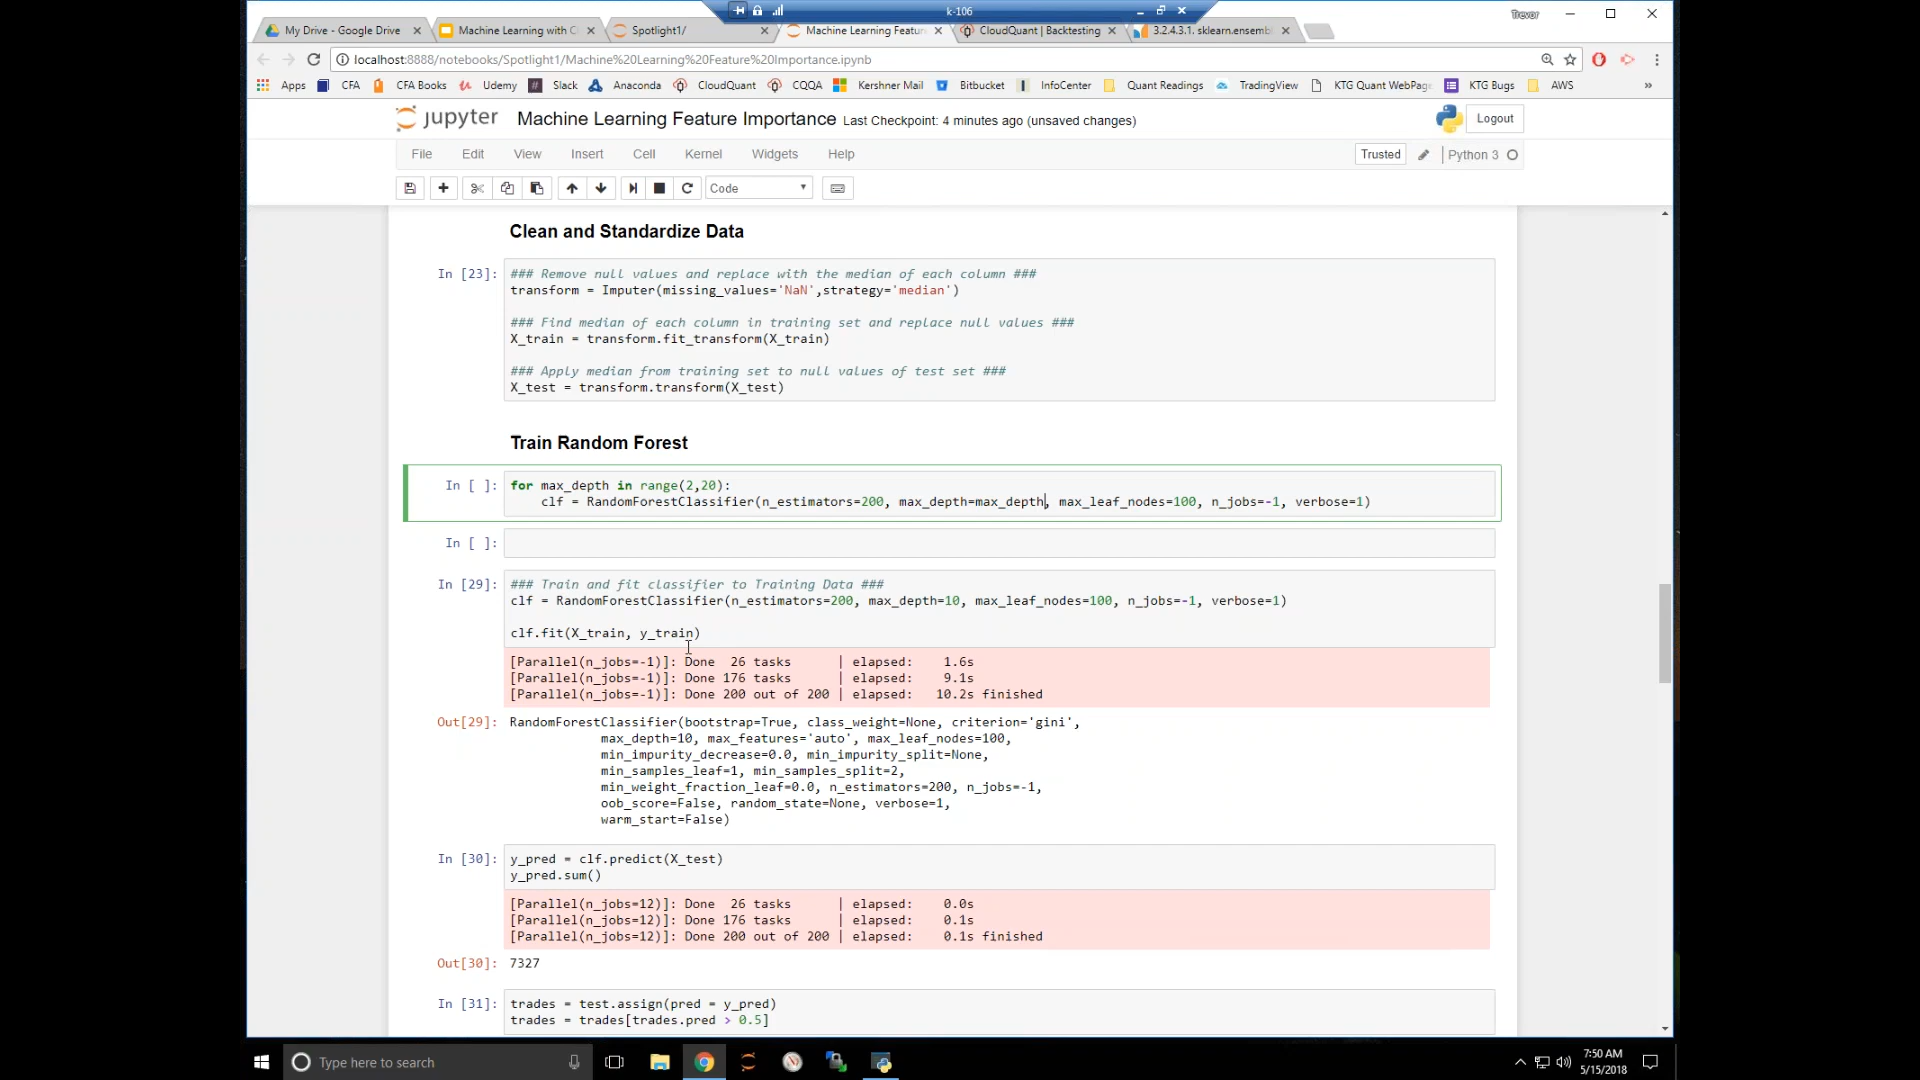 k-106
Trevor
My Drive - Google Drive
Machine Learning with C
Spotlight1/
Machine Learning Featur
CloudQuant | Backtesting
3.2.4.3.1. sklearn.ensemb
localhost:8888/notebooks/Spotlight1/Machine%20Learning%20Feature%20Importance.ipynb
Apps CFA CFA Books Udemy Slack Anaconda CloudQuant CQQA Kershner Mail Bitbucket InfoCenter Quant Readings TradingView KTG Quant WebPag KTG Bugs AWS »
jupyter Machine Learning Feature Importance Last Checkpoint: 4 minutes ago (unsaved changes)
Logout
File Edit View Insert Cell Kernel Widgets Help
Trusted
Python 3
Code
Clean and Standardize Data
In [23]: ### Remove null values and replace with the median of each column ###
transform = Imputer(missing_values='NaN',strategy='median')
### Find median of each column in training set and replace null values ###
X_train = transform.fit_transform(X_train)
### Apply median from training set to null values of test set ###
X_test = transform.transform(X_test)
Train Random Forest
In [ ]: for max_depth in range(2,20):
clf = RandomForestClassifier(n_estimators=200, max_depth=max_depth, max_leaf_nodes=100, n_jobs=-1, verbose=1)
In [ ]:
In [29]: ### Train and fit classifier to Training Data ###
clf = RandomForestClassifier(n_estimators=200, max_depth=10, max_leaf_nodes=100, n_jobs=-1, verbose=1)
clf.fit(X_train, y_train)
[Parallel(n_jobs=-1)]: Done  26 tasks      | elapsed:    1.6s
[Parallel(n_jobs=-1)]: Done 176 tasks      | elapsed:    9.1s
[Parallel(n_jobs=-1)]: Done 200 out of 200 | elapsed:   10.2s finished
Out[29]: RandomForestClassifier(bootstrap=True, class_weight=None, criterion='gini',
max_depth=10, max_features='auto', max_leaf_nodes=100,
min_impurity_decrease=0.0, min_impurity_split=None,
min_samples_leaf=1, min_samples_split=2,
min_weight_fraction_leaf=0.0, n_estimators=200, n_jobs=-1,
oob_score=False, random_state=None, verbose=1,
warm_start=False)
In [30]: y_pred = clf.predict(X_test)
y_pred.sum()
[Parallel(n_jobs=12)]: Done  26 tasks      | elapsed:    0.0s
[Parallel(n_jobs=12)]: Done 176 tasks      | elapsed:    0.1s
[Parallel(n_jobs=12)]: Done 200 out of 200 | elapsed:    0.1s finished
Out[30]: 7327
In [31]: trades = test.assign(pred = y_pred)
trades = trades[trades.pred > 0.5]
Type here to search
7:50 AM
5/15/2018